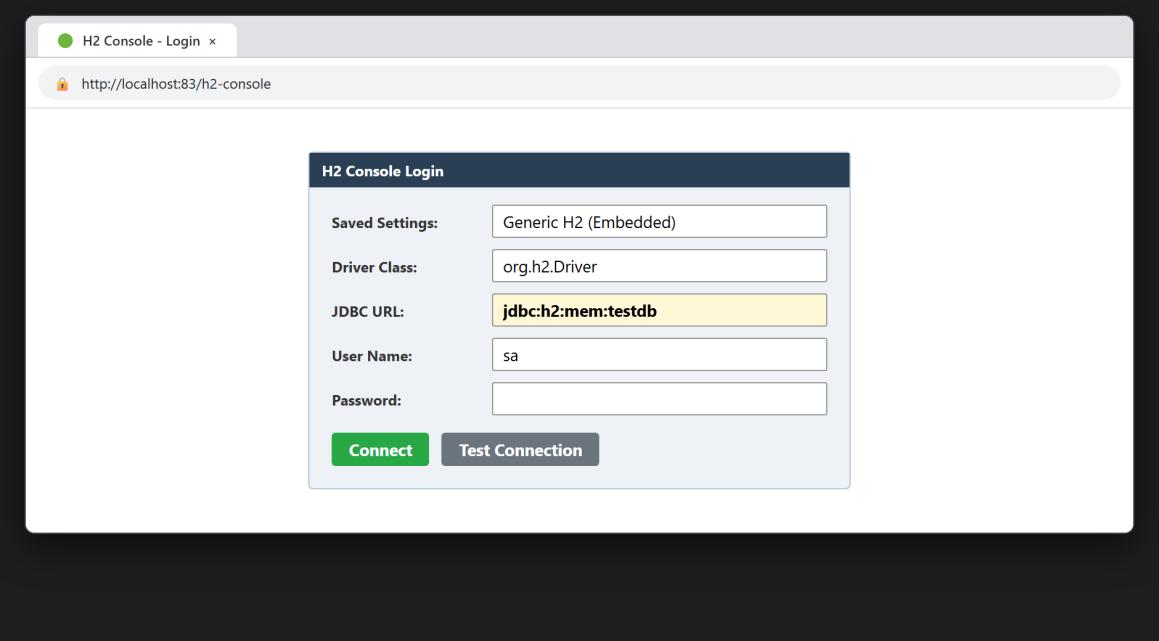 H2 Console - Login ×
http://localhost:83/h2-console
H2 Console Login
Saved Settings: Generic H2 (Embedded)
Driver Class: org.h2.Driver
JDBC URL: jdbc:h2:mem:testdb
User Name: sa
Password:
Connect Test Connection